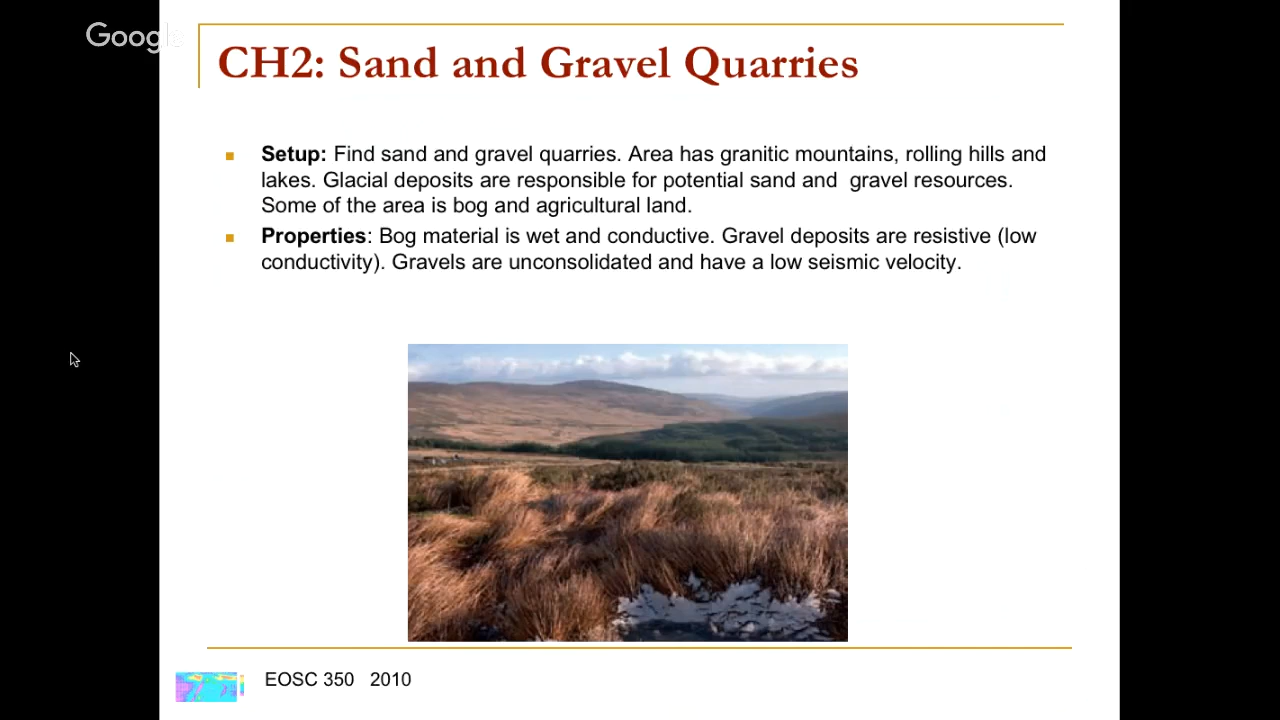 Google
CH2: Sand and Gravel Quarries
Setup: Find sand and gravel quarries. Area has granitic mountains, rolling hills and
lakes. Glacial deposits are responsible for potential sand and gravel resources.
Some of the area is bog and agricultural land.
Properties: Bog material is wet and conductive. Gravel deposits are resistive (low
conductivity). Gravels are unconsolidated and have a low seismic velocity.
EOSC 350 2010